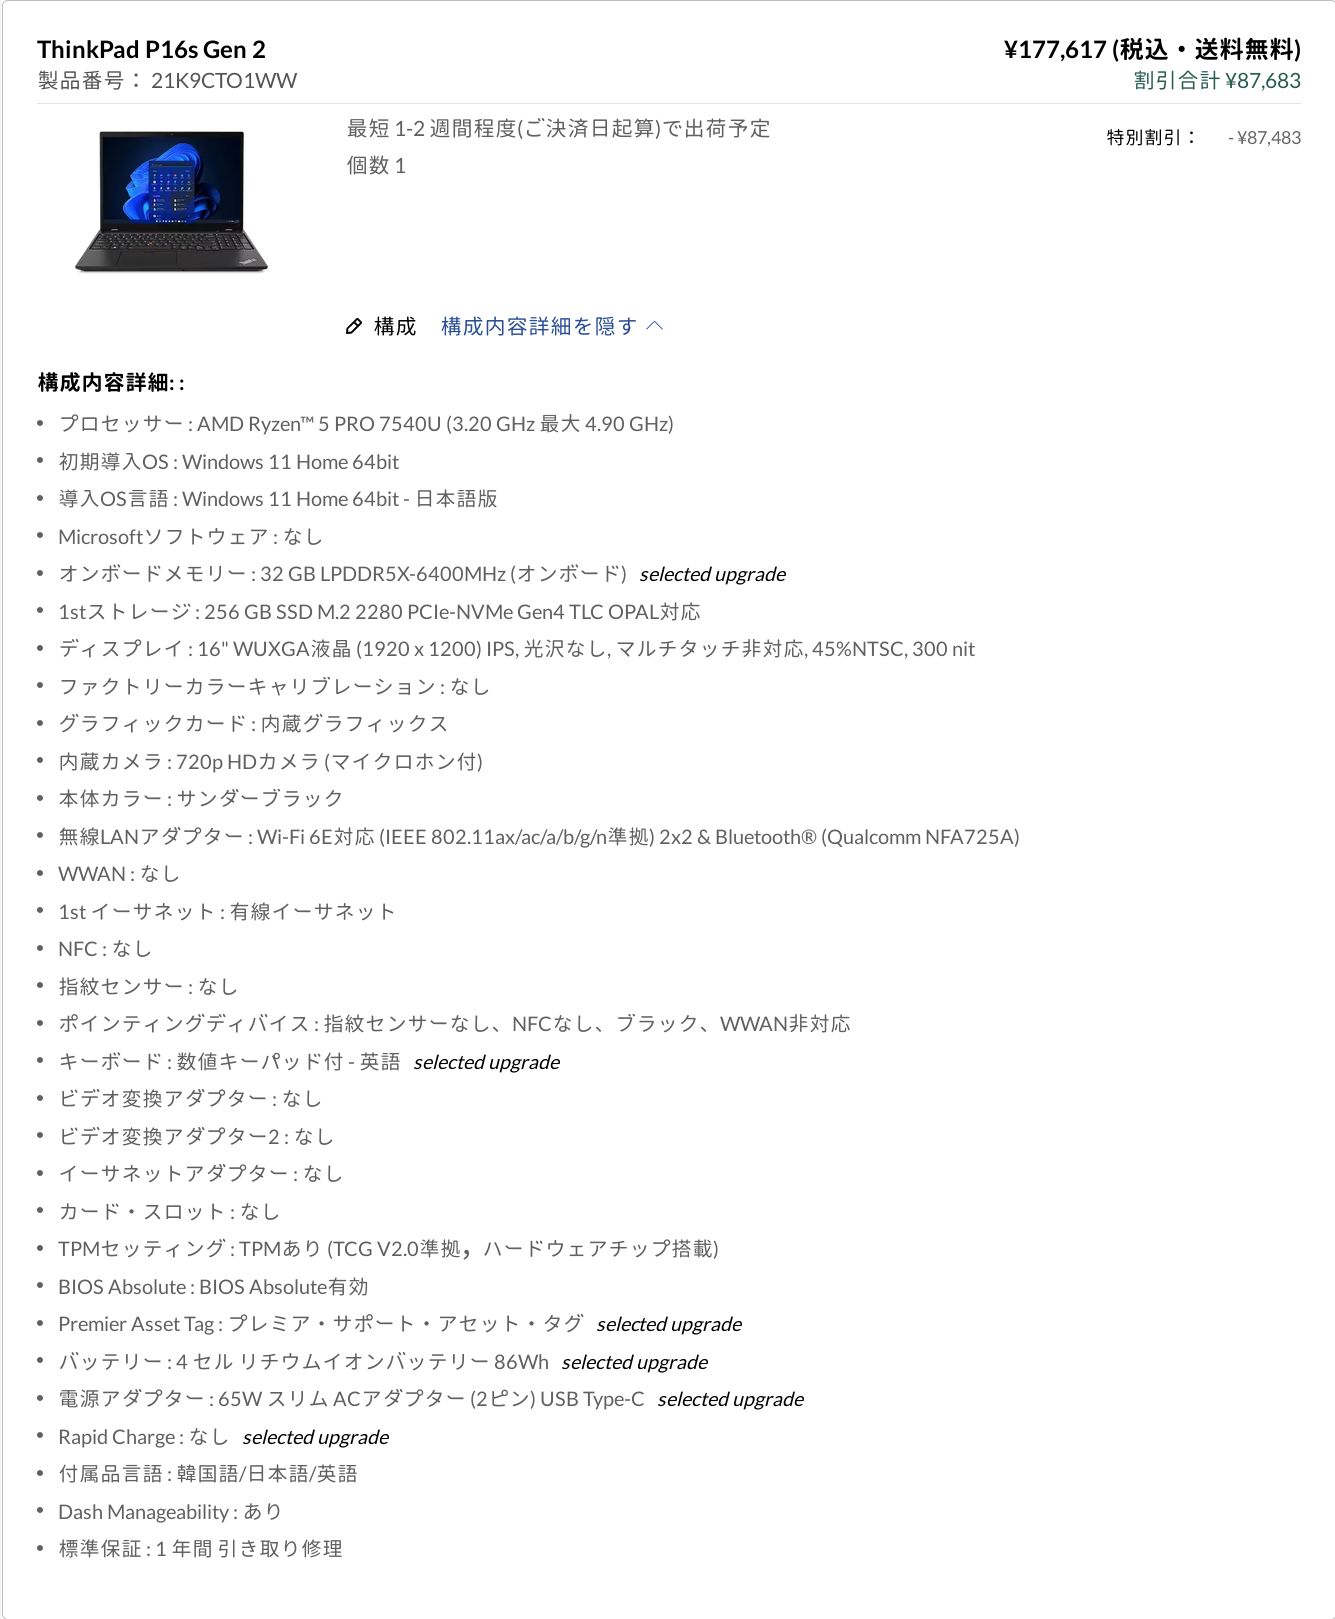 ThinkPad P16s Gen 2
¥177,617 (税込・送料無料)
製品番号： 21K9CTO1WW
割引合計 ¥87,683
最短 1-2 週間程度(ご決済日起算)で出荷予定
特別割引： - ¥87,483
個数 1
構成 構成内容詳細を隠す
構成内容詳細: :
• プロセッサー : AMD Ryzen™ 5 PRO 7540U (3.20 GHz 最大 4.90 GHz)
• 初期導入OS : Windows 11 Home 64bit
• 導入OS言語 : Windows 11 Home 64bit - 日本語版
• Microsoftソフトウェア : なし
• オンボードメモリー : 32 GB LPDDR5X-6400MHz (オンボード) selected upgrade
• 1stストレージ : 256 GB SSD M.2 2280 PCIe-NVMe Gen4 TLC OPAL対応
• ディスプレイ : 16" WUXGA液晶 (1920 x 1200) IPS, 光沢なし, マルチタッチ非対応, 45%NTSC, 300 nit
• ファクトリーカラーキャリブレーション : なし
• グラフィックカード : 内蔵グラフィックス
• 内蔵カメラ : 720p HDカメラ (マイクロホン付)
• 本体カラー : サンダーブラック
• 無線LANアダプター : Wi-Fi 6E対応 (IEEE 802.11ax/ac/a/b/g/n準拠) 2x2 & Bluetooth® (Qualcomm NFA725A)
• WWAN : なし
• 1st イーサネット : 有線イーサネット
• NFC : なし
• 指紋センサー : なし
• ポインティングディバイス : 指紋センサーなし、NFCなし、ブラック、WWAN非対応
• キーボード : 数値キーパッド付 - 英語 selected upgrade
• ビデオ変換アダプター : なし
• ビデオ変換アダプター2 : なし
• イーサネットアダプター : なし
• カード・スロット : なし
• TPMセッティング : TPMあり (TCG V2.0準拠，ハードウェアチップ搭載)
• BIOS Absolute : BIOS Absolute有効
• Premier Asset Tag : プレミア・サポート・アセット・タグ selected upgrade
• バッテリー : 4 セル リチウムイオンバッテリー 86Wh selected upgrade
• 電源アダプター : 65W スリム ACアダプター (2ピン) USB Type-C selected upgrade
• Rapid Charge : なし selected upgrade
• 付属品言語 : 韓国語/日本語/英語
• Dash Manageability : あり
• 標準保証 : 1 年間 引き取り修理